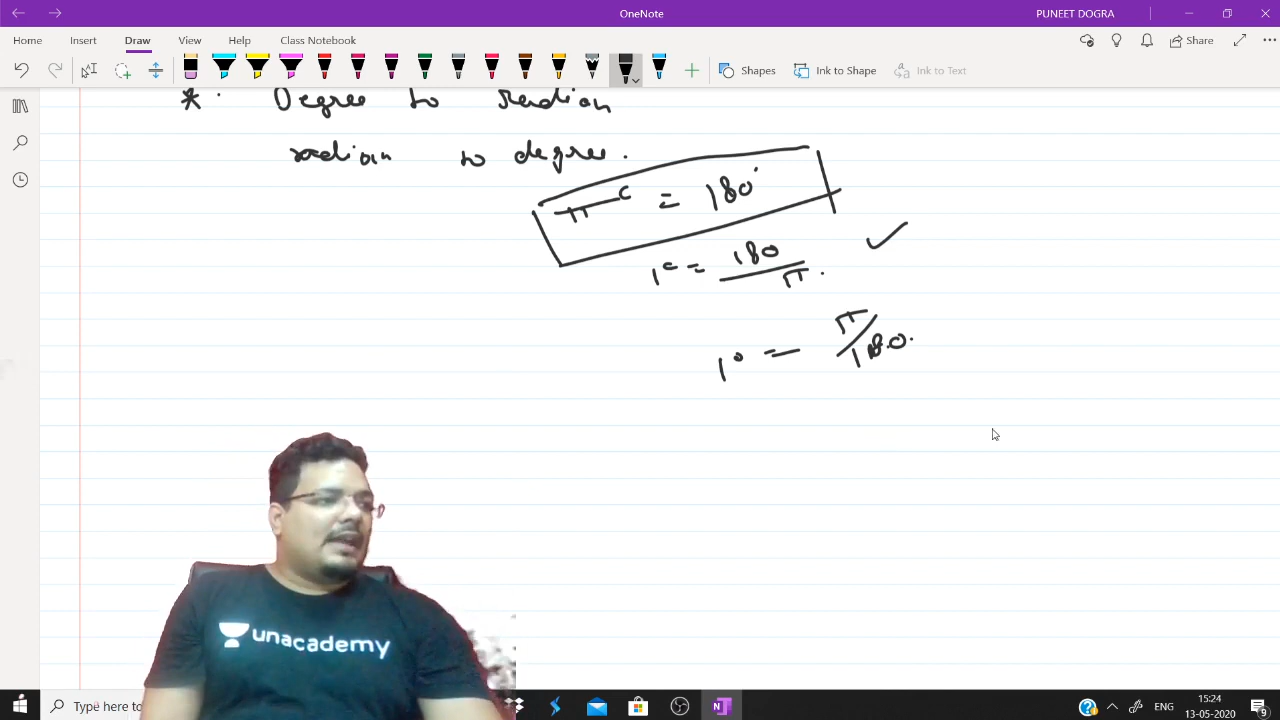 OneNote
PUNEET DOGRA
Home Insert Draw View Help Class Notebook
Share
Shapes Ink to Shape Ink to Text
* Degree to radian
radian to degree.
π^c = 180°
1^c = 180/π.
1° = π/180.
unacademy
Type here to
ENG
15:24
13-05-2020
9